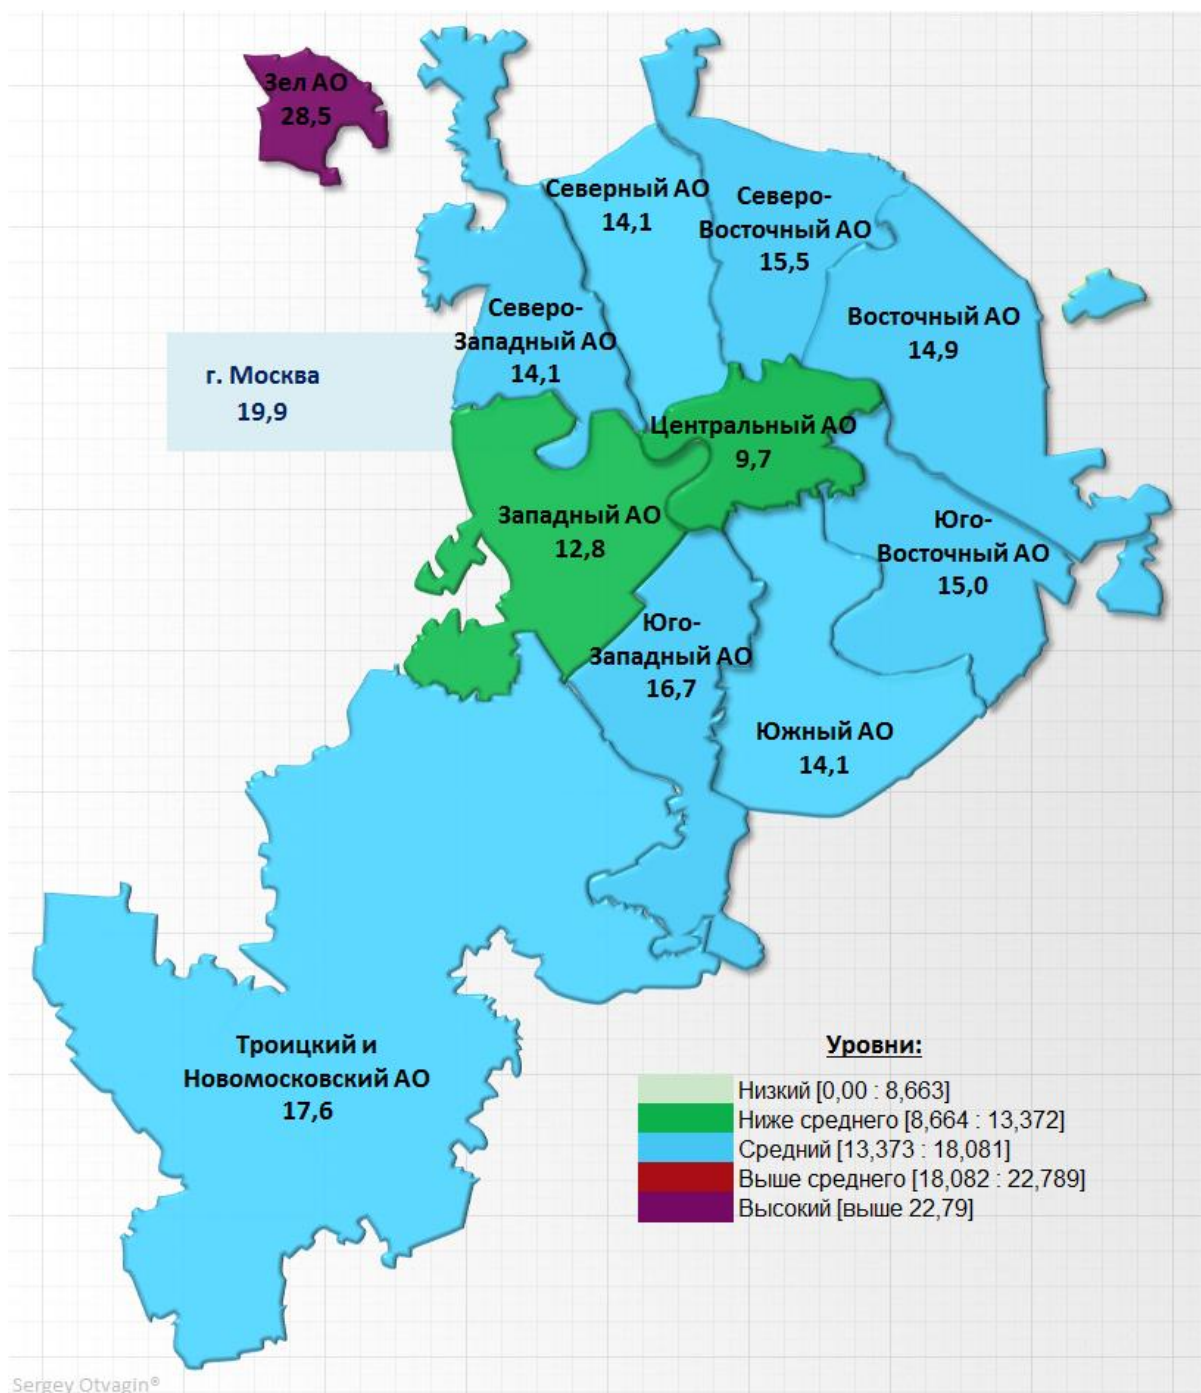 Зел АО
28,5
Северный АО
14,1
Северо-
Восточный АО
15,5
Северо-
Западный АО
14,1
Восточный АО
14,9
г. Москва
19,9
Центральный АО
9,7
Западный АО
12,8
Юго-
Восточный АО
15,0
Юго-
Западный АО
16,7
Южный АО
14,1
Троицкий и
Новомосковский АО
17,6
Уровни:
Низкий [0,00 : 8,663]
Ниже среднего [8,664 : 13,372]
Средний [13,373 : 18,081]
Выше среднего [18,082 : 22,789]
Высокий [выше 22,79]
Sergey Otvagin®